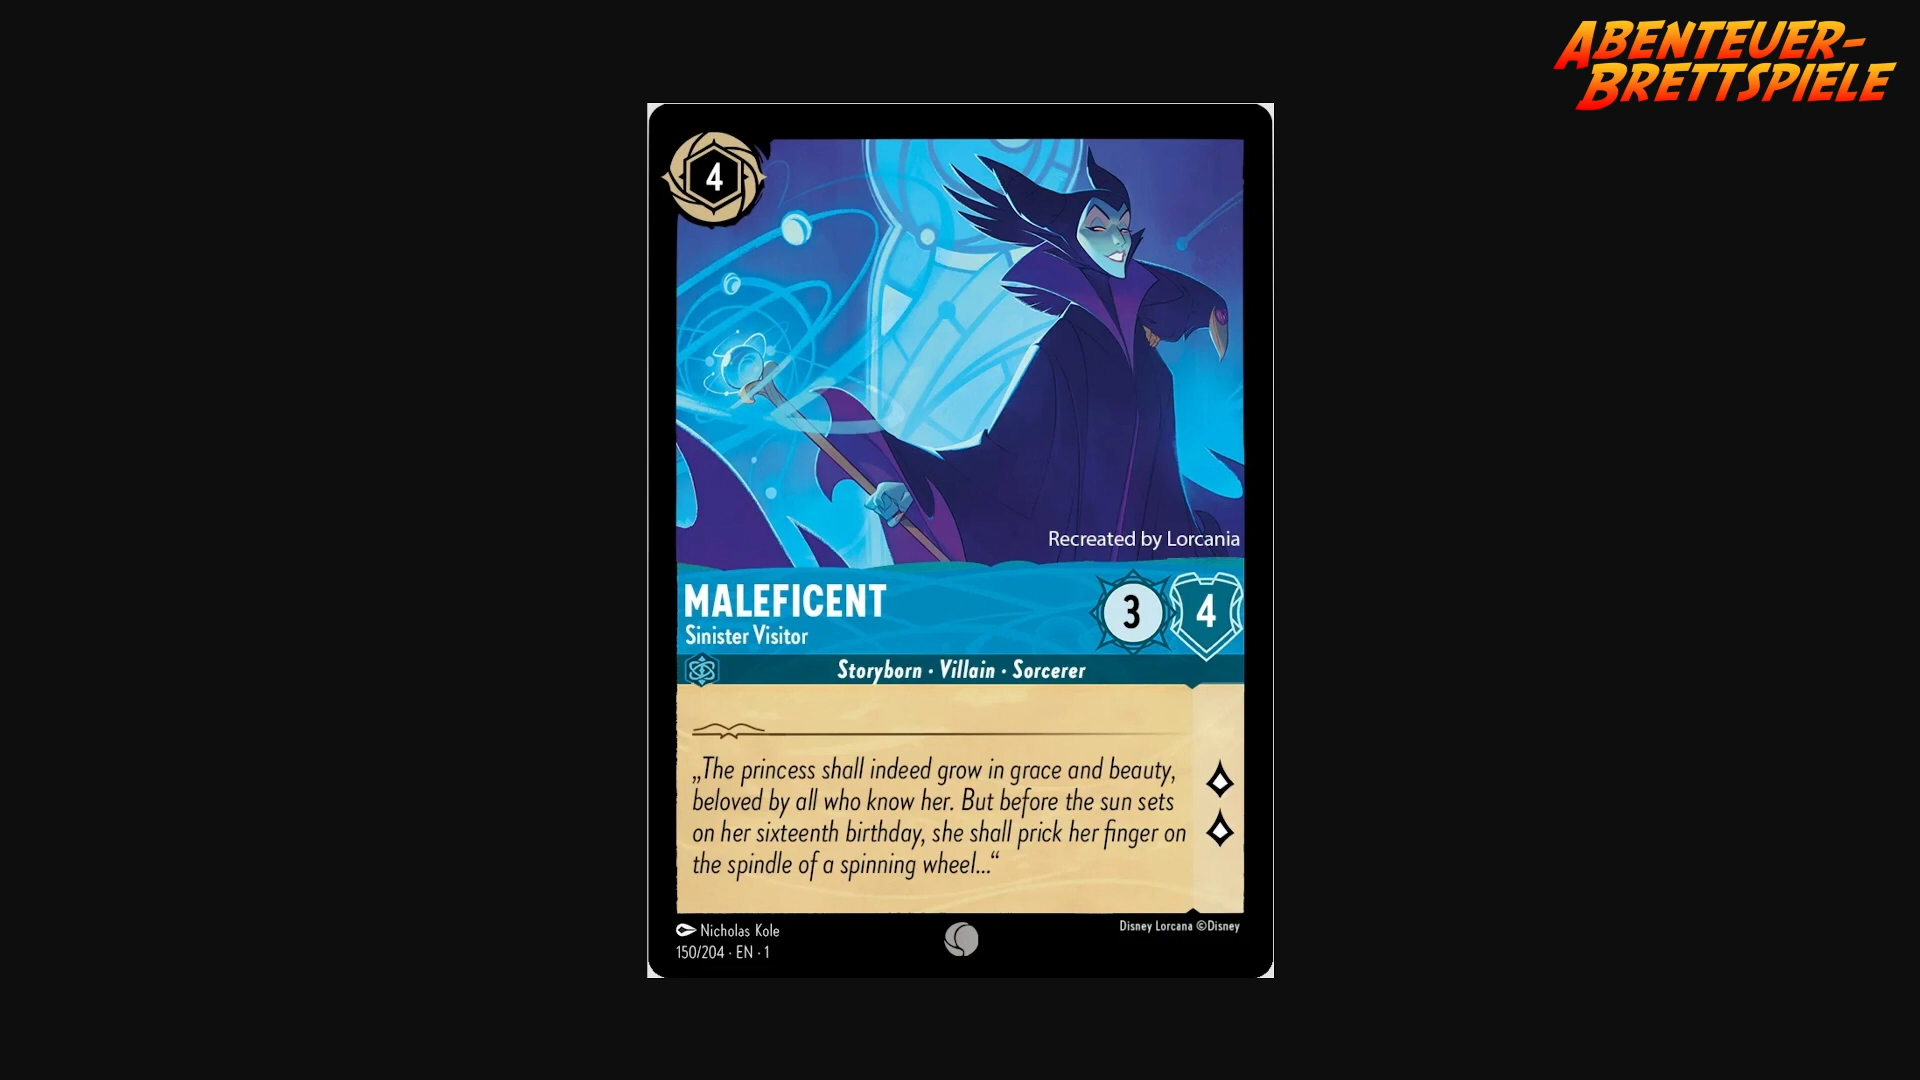 ABENTEUER-
BRETTSPIELE
4
Recreated by Lorcania
MALEFICENT
3
4
Sinister Visitor
Storyborn · Villain · Sorcerer
„The princess shall indeed grow in grace and beauty,
beloved by all who know her. But before the sun sets
on her sixteenth birthday, she shall prick her finger on
the spindle of a spinning wheel...“
Nicholas Kole
Disney Lorcana ©Disney
150/204 · EN · 1